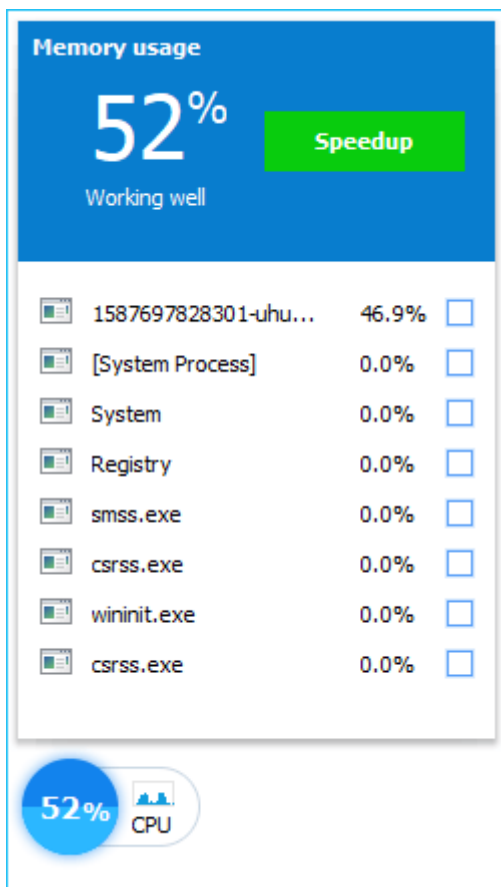 Memory usage
52%
Speedup
Working well
1587697828301-uhu... 46.9%
[System Process] 0.0%
System 0.0%
Registry 0.0%
smss.exe 0.0%
csrss.exe 0.0%
wininit.exe 0.0%
csrss.exe 0.0%
52%
CPU